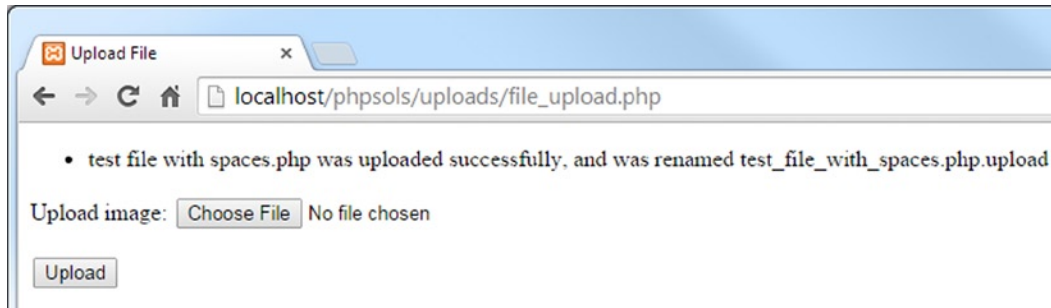 Upload File
localhost/phpsols/uploads/file_upload.php
• test file with spaces.php was uploaded successfully, and was renamed test_file_with_spaces.php.upload
Upload image: Choose File No file chosen
Upload